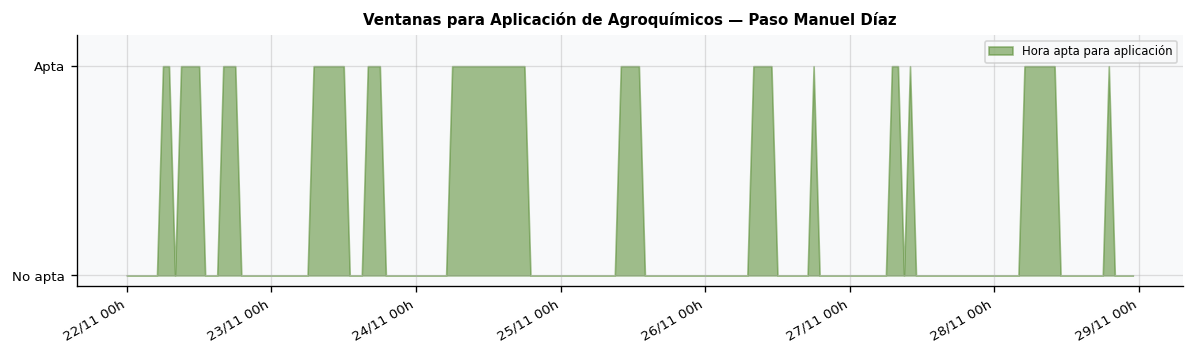 Ventanas para Aplicación de Agroquímicos — Paso Manuel Díaz
Hora apta para aplicación
Apta
No apta
22/11 00h
23/11 00h
24/11 00h
25/11 00h
26/11 00h
27/11 00h
28/11 00h
29/11 00h